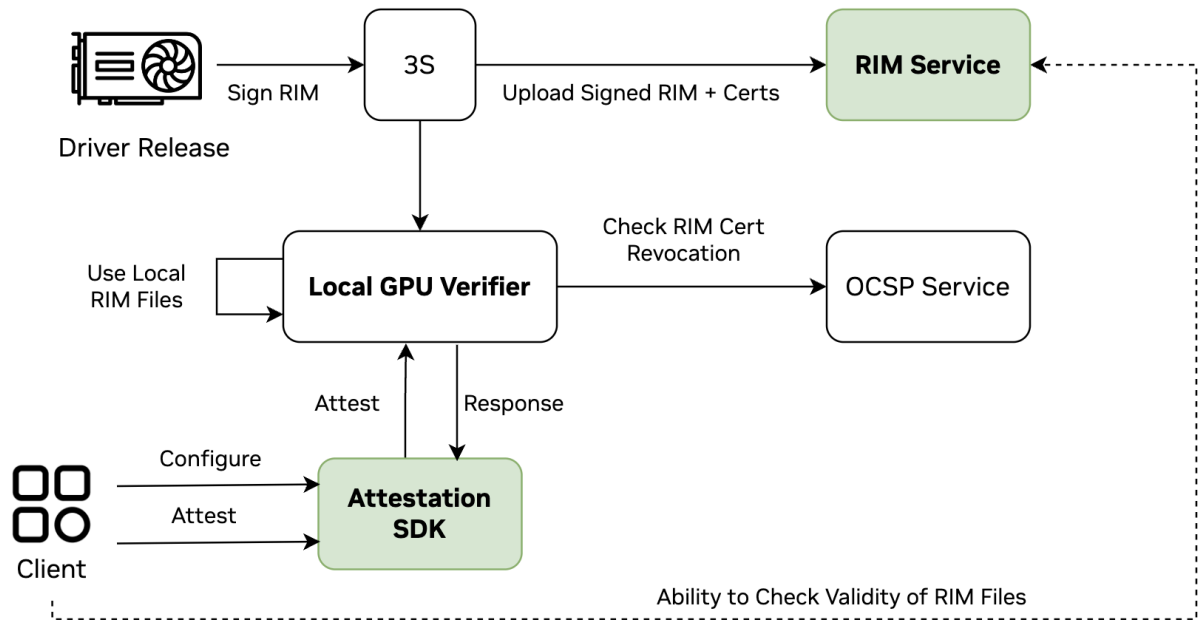 3S
RIM Service
Sign RIM
Upload Signed RIM + Certs
Driver Release
Check RIM Cert
Revocation
Use Local
RIM Files
Local GPU Verifier
OCSP Service
Attest
Response
Configure
Attestation
SDK
Attest
Client
Ability to Check Validity of RIM Files